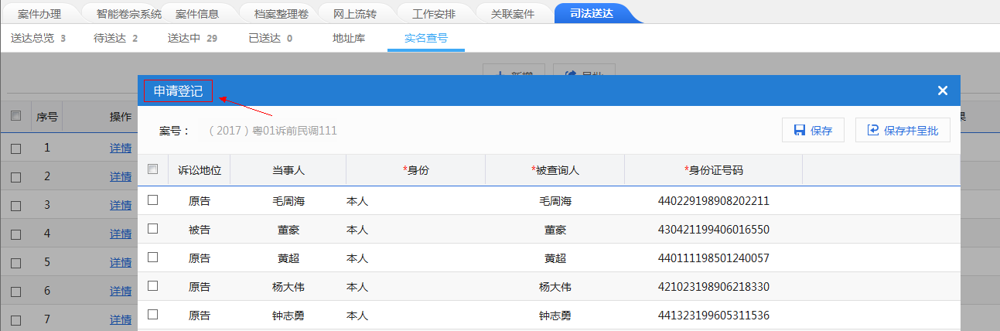 案件办理 智能卷宗系统 案件信息 档案整理卷 网上流转 工作安排 关联案件 司法送达
送达总览 3 待送达 2 送达中 29 已送达 0 地址库 实名查号
新增 呈批
申请登记
序号 操作 果
案号： （2017）粤01诉前民调111 保存 保存并呈批
诉讼地位 当事人 *身份 *被查询人 *身份证号码
1 详情
原告 毛周海 本人 毛周海 440229198908202211
2 详情
被告 董豪 本人 董豪 430421199406016550
3 详情
原告 黄超 本人 黄超 440111198501240057
4 详情
原告 杨大伟 本人 杨大伟 421023198906218330
5 详情
原告 钟志勇 本人 钟志勇 441323199605311536
6 详情
7 详情